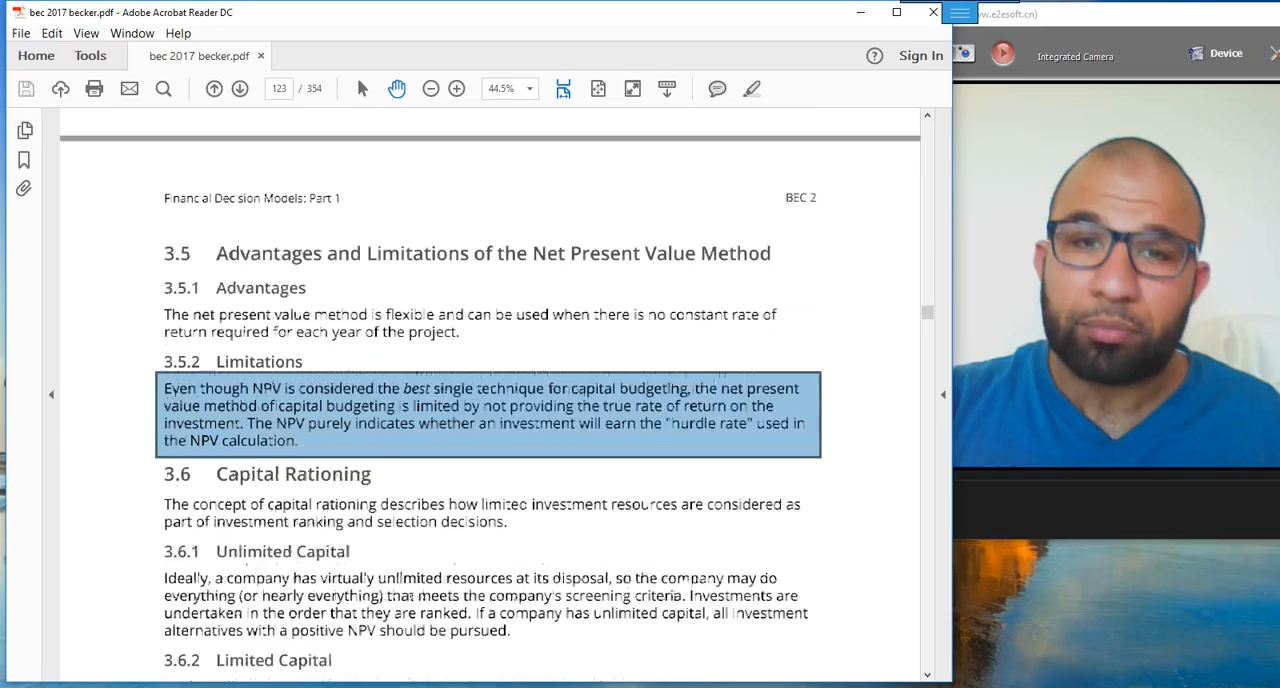 bec 2017 becker.pdf - Adobe Acrobat Reader DC
File Edit View Window Help
Home Tools bec 2017 becker.pdf × Sign In
123 / 354 44.5%
Financial Decision Models: Part 1 BEC 2
3.5 Advantages and Limitations of the Net Present Value Method
3.5.1 Advantages
The net present value method is flexible and can be used when there is no constant rate of
return required for each year of the project.
3.5.2 Limitations
Even though NPV is considered the best single technique for capital budgeting, the net present
value method of capital budgeting is limited by not providing the true rate of return on the
investment. The NPV purely indicates whether an investment will earn the "hurdle rate" used in
the NPV calculation.
3.6 Capital Rationing
The concept of capital rationing describes how limited investment resources are considered as
part of investment ranking and selection decisions.
3.6.1 Unlimited Capital
Ideally, a company has virtually unlimited resources at its disposal, so the company may do
everything (or nearly everything) that meets the company's screening criteria. Investments are
undertaken in the order that they are ranked. If a company has unlimited capital, all investment
alternatives with a positive NPV should be pursued.
3.6.2 Limited Capital
w.e2esoft.cn)
Integrated Camera Device